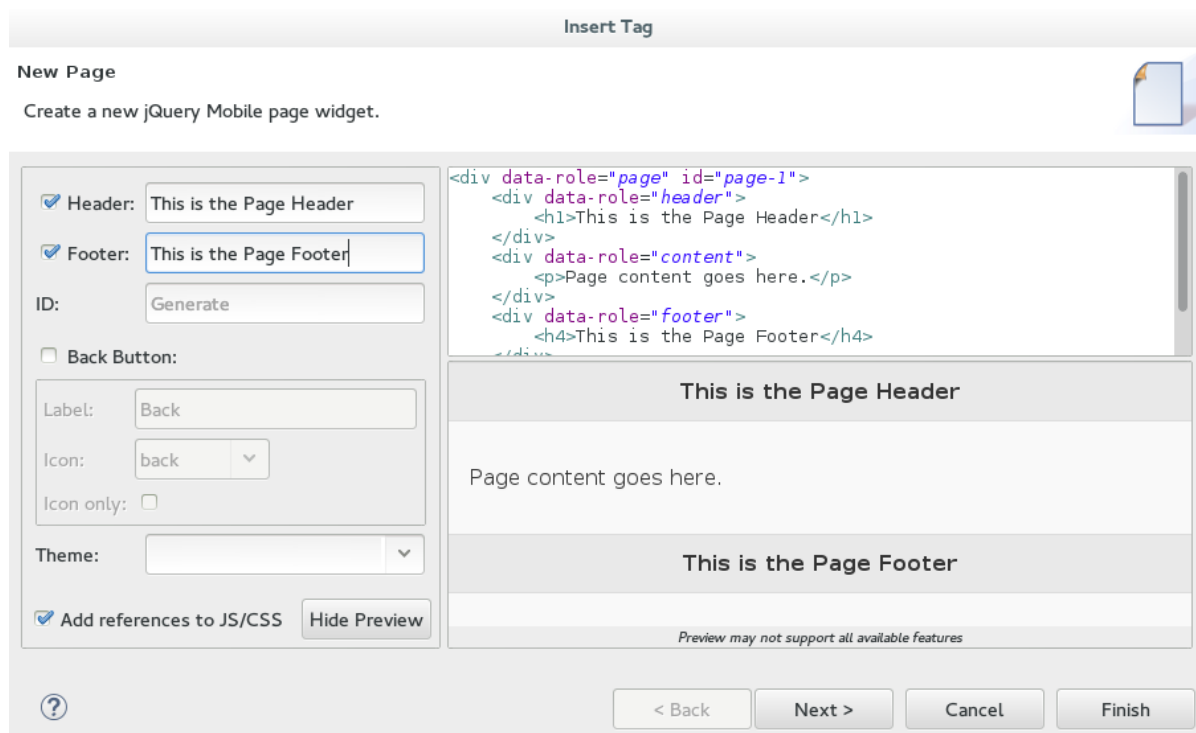 Insert Tag
New Page
Create a new jQuery Mobile page widget.
Header: This is the Page Header
Footer: This is the Page Footer
ID: Generate
Back Button:
Label: Back
Icon: back
Icon only:
Theme:
Add references to JS/CSS Hide Preview
<div data-role="page" id="page-1">
<div data-role="header">
<h1>This is the Page Header</h1>
</div>
<div data-role="content">
<p>Page content goes here.</p>
</div>
<div data-role="footer">
<h4>This is the Page Footer</h4>
</div>
This is the Page Header
Page content goes here.
This is the Page Footer
Preview may not support all available features
< Back Next > Cancel Finish